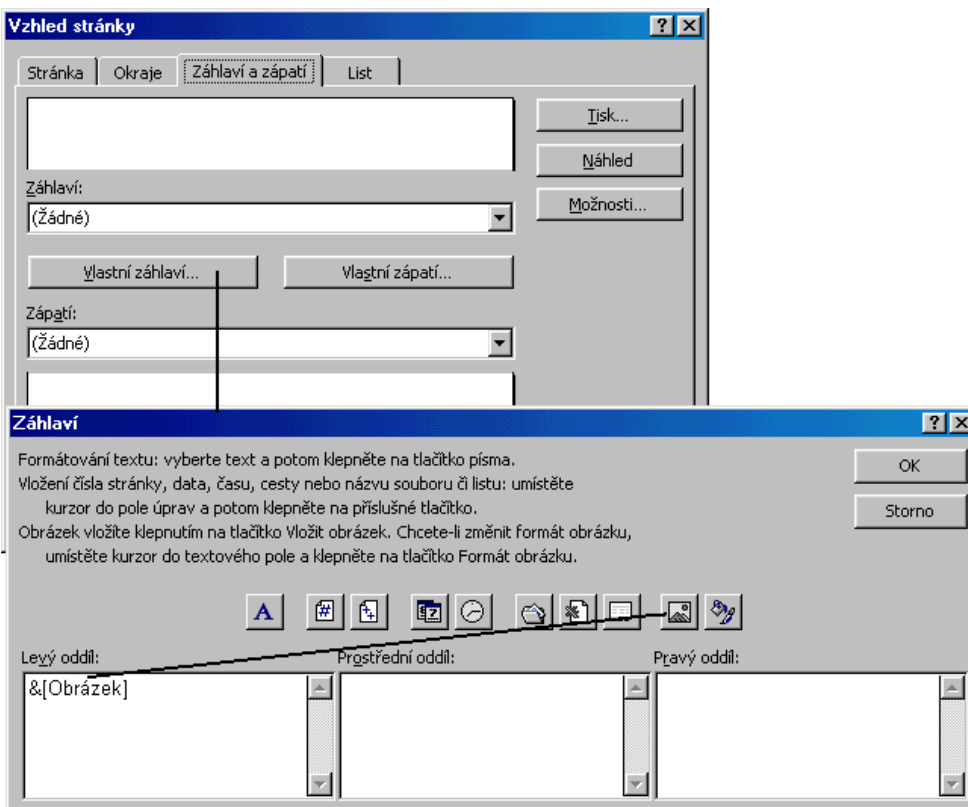 Vzhled stránky
Stránka Okraje Záhlaví a zápatí List
Tisk...
Náhled
Záhlaví:
Možnosti...
(Žádné)
Vlastní záhlaví... Vlastní zápatí...
Zápatí:
(Žádné)
Záhlaví
Formátování textu: vyberte text a potom klepněte na tlačítko písma.
OK
Vložení čísla stránky, data, času, cesty nebo názvu souboru či listu: umístěte
kurzor do pole úprav a potom klepněte na příslušné tlačítko.
Storno
Obrázek vložíte klepnutím na tlačítko Vložit obrázek. Chcete-li změnit formát obrázku,
umístěte kurzor do textového pole a klepněte na tlačítko Formát obrázku.
A
Levý oddíl: Prostřední oddíl: Pravý oddíl:
&[Obrázek]